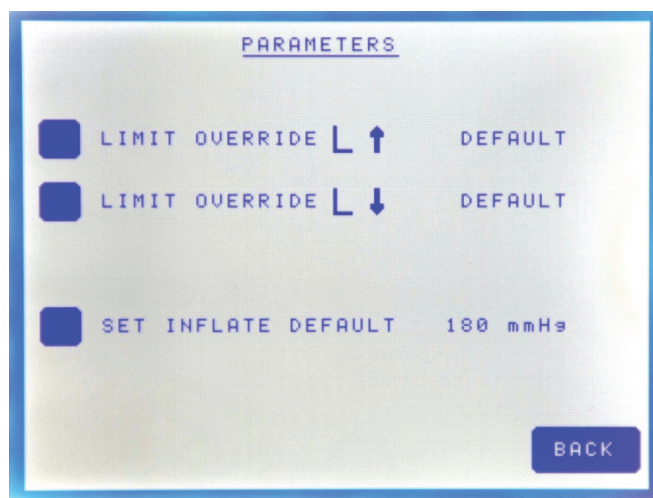 PARAMETERS
LIMIT OVERRIDE L ↑ DEFAULT
LIMIT OVERRIDE L ↓ DEFAULT
SET INFLATE DEFAULT 180 mmHg
BACK